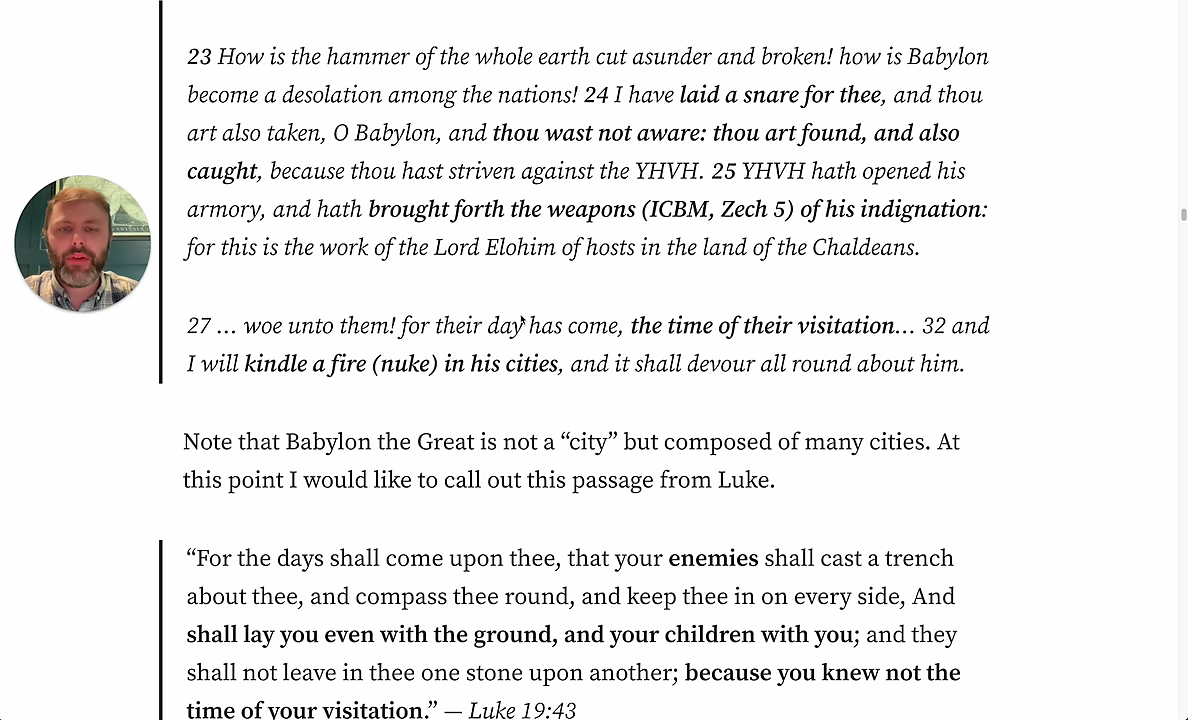 23 How is the hammer of the whole earth cut asunder and broken! how is Babylon
become a desolation among the nations! 24 I have laid a snare for thee, and thou
art also taken, O Babylon, and thou wast not aware: thou art found, and also
caught, because thou hast striven against the YHVH. 25 YHVH hath opened his
armory, and hath brought forth the weapons (ICBM, Zech 5) of his indignation:
for this is the work of the Lord Elohim of hosts in the land of the Chaldeans.
27 … woe unto them! for their day has come, the time of their visitation… 32 and
I will kindle a fire (nuke) in his cities, and it shall devour all round about him.
Note that Babylon the Great is not a “city” but composed of many cities. At
this point I would like to call out this passage from Luke.
“For the days shall come upon thee, that your enemies shall cast a trench
about thee, and compass thee round, and keep thee in on every side, And
shall lay you even with the ground, and your children with you; and they
shall not leave in thee one stone upon another; because you knew not the
time of your visitation.” — Luke 19:43